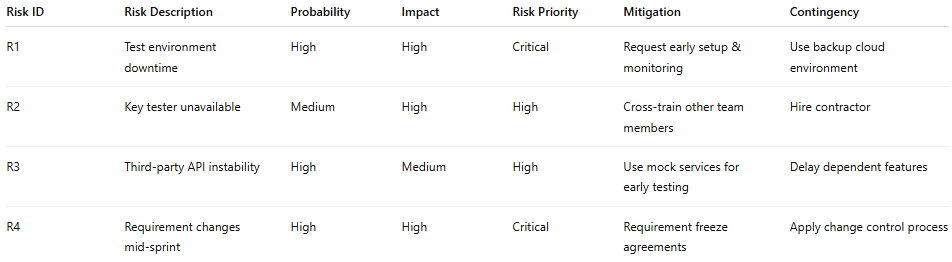 Risk ID Risk Description Probability Impact Risk Priority Mitigation Contingency
R1 Test environment High High Critical Request early setup & Use backup cloud
downtime monitoring environment
R2 Key tester unavailable Medium High High Cross-train other team Hire contractor
members
R3 Third-party API instability High Medium High Use mock services for Delay dependent features
early testing
R4 Requirement changes High High Critical Requirement freeze Apply change control process
mid-sprint agreements